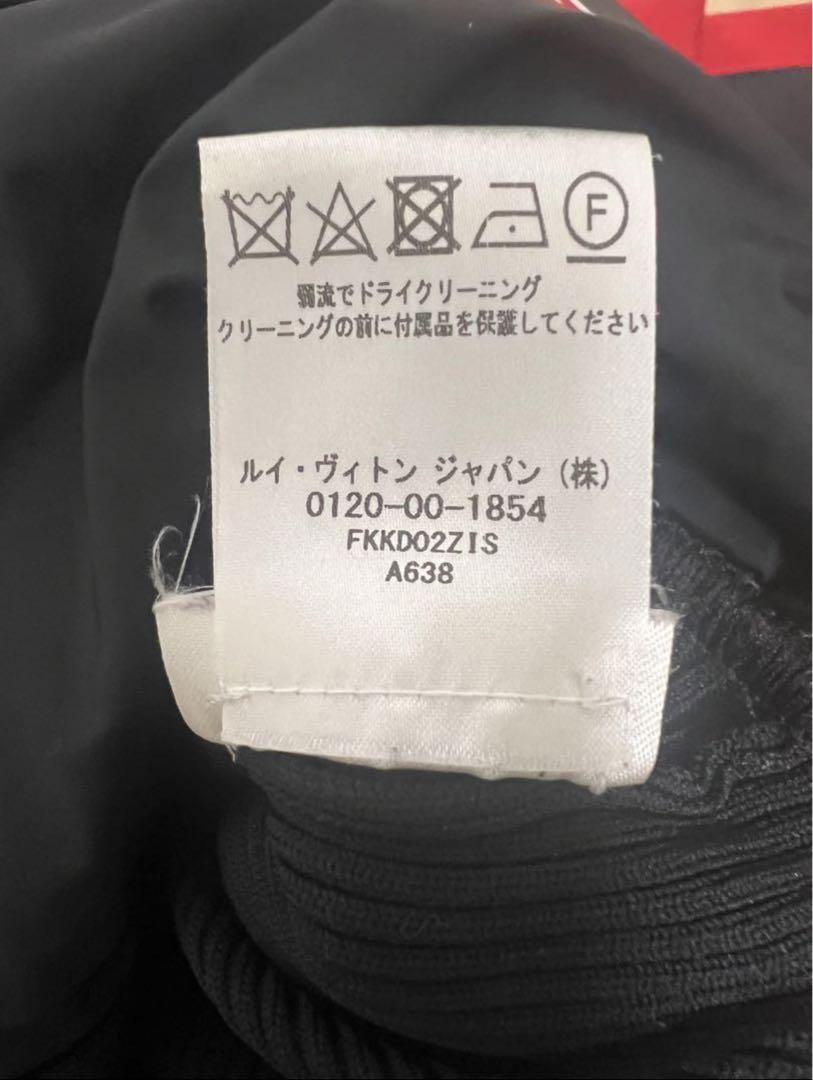 F
弱流でドライクリーニング
クリーニングの前に付属品を保護してください
ルイ・ヴィトン ジャパン (株)
0120-00-1854
FKKD02ZIS
A638